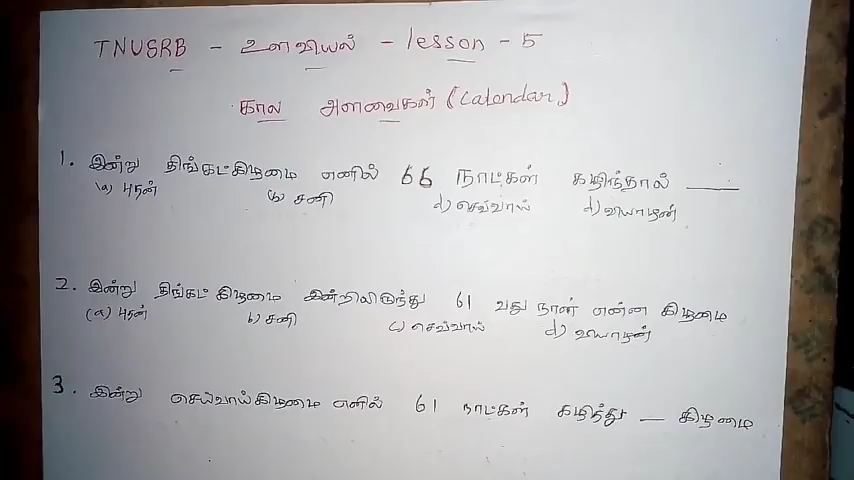 TNUSRB - உளவியல் - lesson - 5
கால அளவைகள் (Calendar)
1. இன்று திங்கட்கிழமை எனில் 66 நாட்கள் கழிந்தால் ____
(a) புதன் (b) சனி d) செவ்வாய் d) வியாழன்
2. இன்று திங்கட் கிழமை இன்றிலிருந்து 61 வது நாள் என்ன கிழமை
(a) புதன் b) சனி c) செவ்வாய் d) வியாழன்
3. இன்று செய்வாய்கிழமை எனில் 61 நாட்கள் கழித்து __ கிழமை